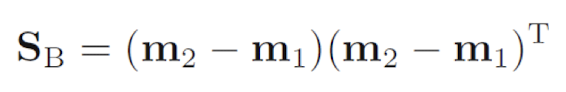 S_B = (m_2 − m_1)(m_2 − m_1)^T